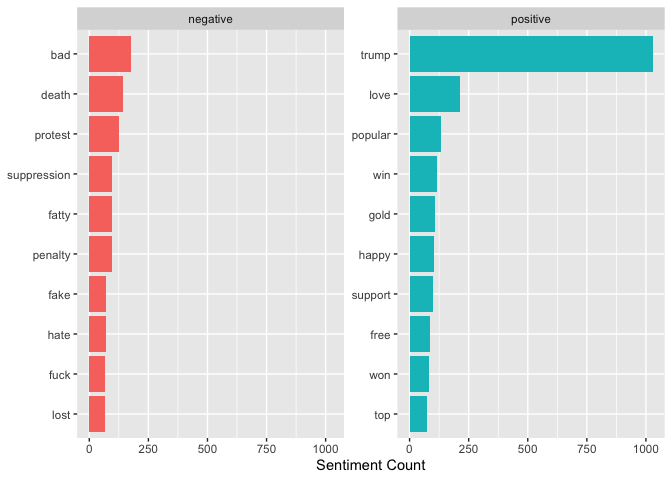 negative
bad
death
protest
suppression
fatty
penalty
fake
hate
fuck
lost
0 250 500 750 1000
positive
trump
love
popular
win
gold
happy
support
free
won
top
0 250 500 750 1000
Sentiment Count